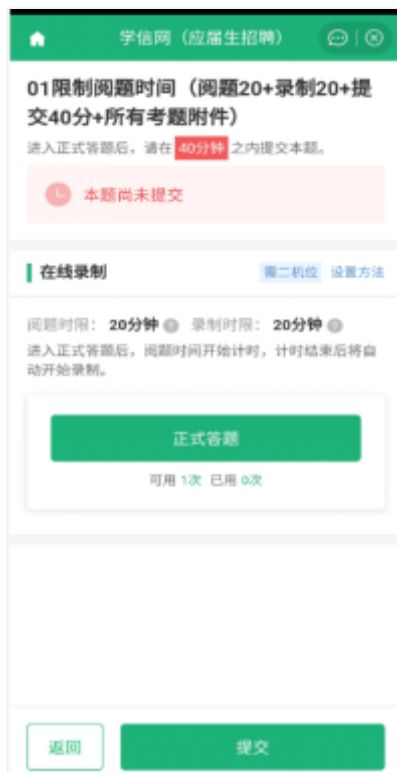 学信网（应届生招聘）
01限制阅题时间（阅题20+录制20+提
交40分+所有考题附件）
进入正式答题后，请在 40分钟 之内提交本题。
本题尚未提交
在线录制 需二机位 设置方法
阅题时限： 20分钟 录制时限： 20分钟
进入正式答题后，阅题时间开始计时，计时结束后将自
动开始录制。
正式答题
可用 1次 已用 0次
返回 提交